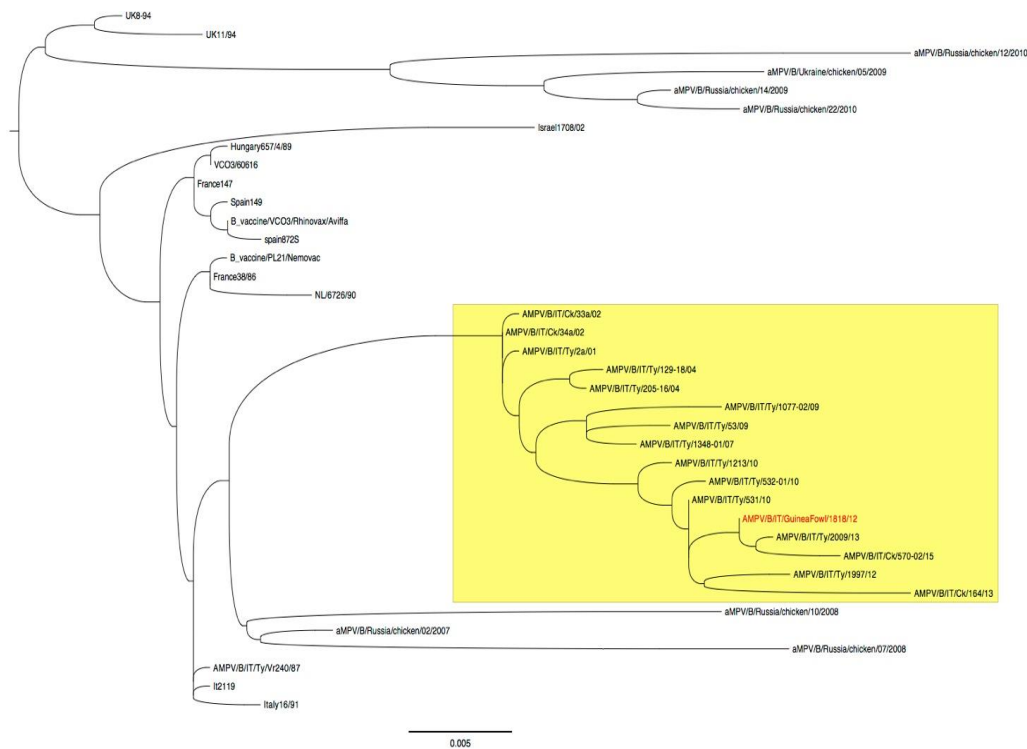 UK8-94
UK11/94
aMPV/B/Russia/chicken/12/2010
aMPV/B/Ukraine/chicken/05/2009
aMPV/B/Russia/chicken/14/2009
aMPV/B/Russia/chicken/22/2010
Israel1708/02
Hungary657/4/89
VCO3/60616
France147
Spain149
B_vaccine/VCO3/Rhinovax/Aviffa
spain872S
B_vaccine/PL21/Nemovac
France38/86
NL/6726/90
AMPV/B/IT/Ck/33a/02
AMPV/B/IT/Ck/34a/02
AMPV/B/IT/Ty/2a/01
AMPV/B/IT/Ty/129-18/04
AMPV/B/IT/Ty/205-16/04
AMPV/B/IT/Ty/1077-02/09
AMPV/B/IT/Ty/53/09
AMPV/B/IT/Ty/1348-01/07
AMPV/B/IT/Ty/1213/10
AMPV/B/IT/Ty/532-01/10
AMPV/B/IT/Ty/531/10
AMPV/B/IT/GuineaFowl/1818/12
AMPV/B/IT/Ty/2009/13
AMPV/B/IT/Ck/570-02/15
AMPV/B/IT/Ty/1997/12
AMPV/B/IT/Ck/164/13
aMPV/B/Russia/chicken/10/2008
aMPV/B/Russia/chicken/02/2007
aMPV/B/Russia/chicken/07/2008
AMPV/B/IT/Ty/Vr240/87
It2119
Italy16/91
0.005